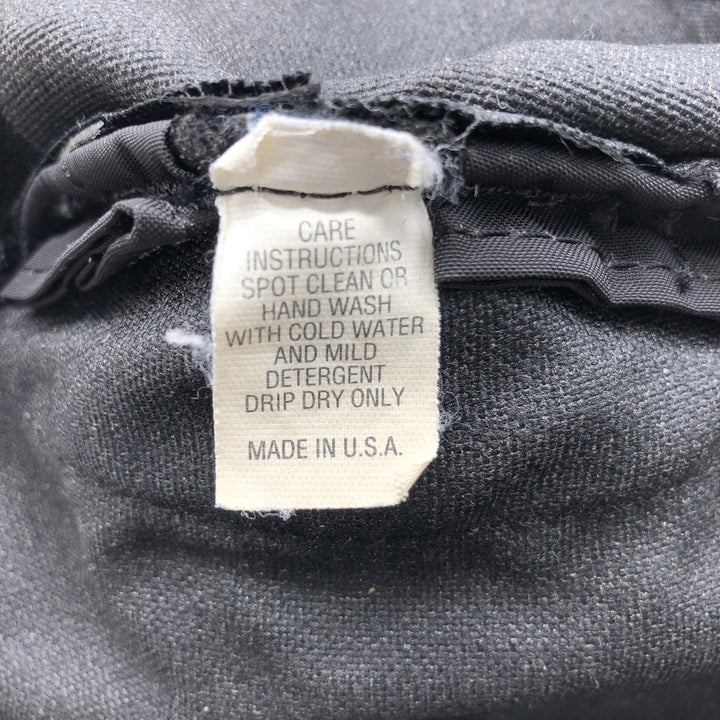 CARE
INSTRUCTIONS
SPOT CLEAN OR
HAND WASH
WITH COLD WATER
AND MILD
DETERGENT
DRIP DRY ONLY
MADE IN U.S.A.